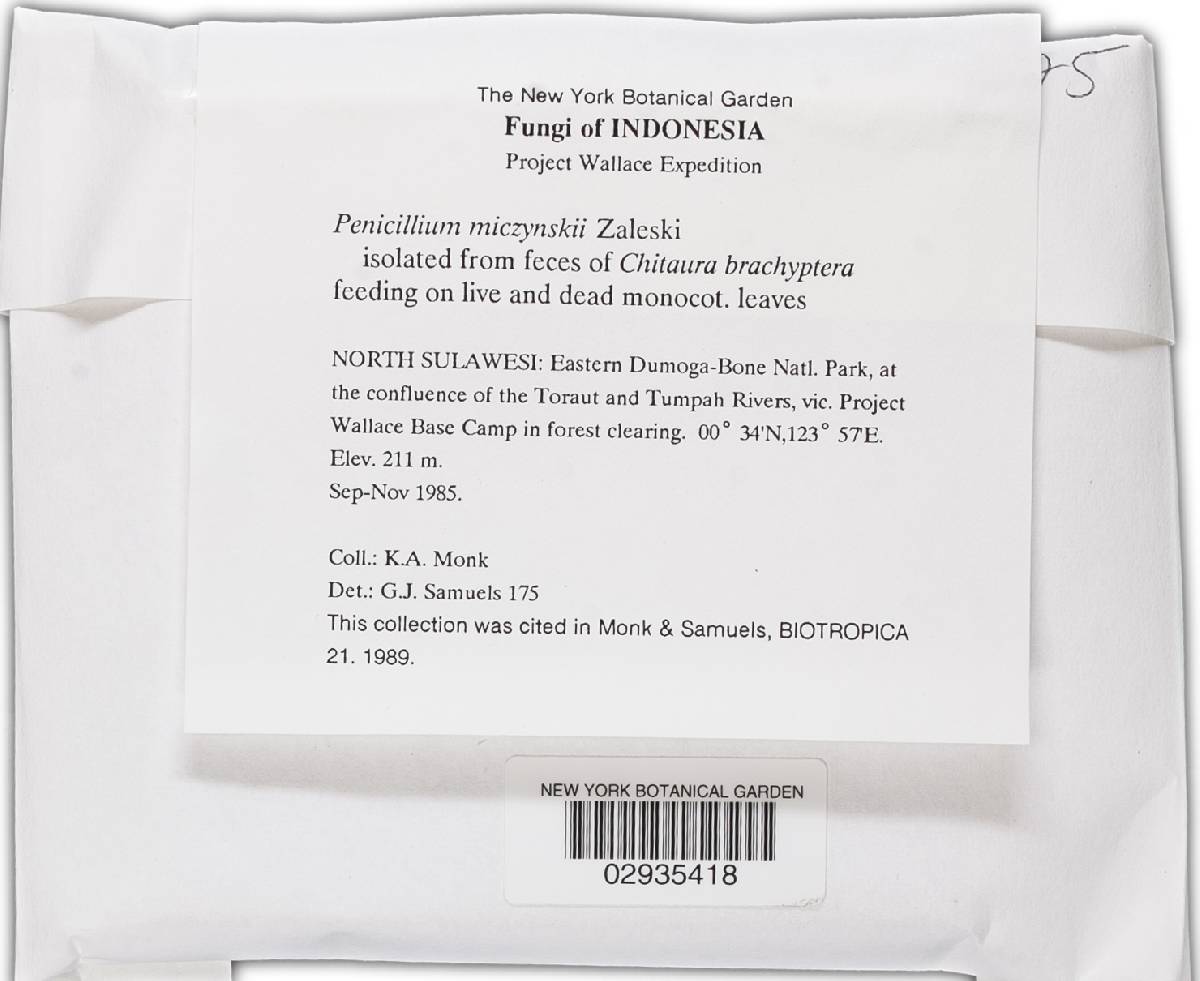 The New York Botanical Garden
Fungi of INDONESIA
Project Wallace Expedition
Penicillium miczynskii Zaleski
isolated from feces of Chitaura brachyptera
feeding on live and dead monocot. leaves
NORTH SULAWESI: Eastern Dumoga-Bone Natl. Park, at
the confluence of the Toraut and Tumpah Rivers, vic. Project
Wallace Base Camp in forest clearing. 00° 34'N,123° 57'E.
Elev. 211 m.
Sep-Nov 1985.
Coll.: K.A. Monk
Det.: G.J. Samuels 175
This collection was cited in Monk & Samuels, BIOTROPICA
21. 1989.
NEW YORK BOTANICAL GARDEN
02935418